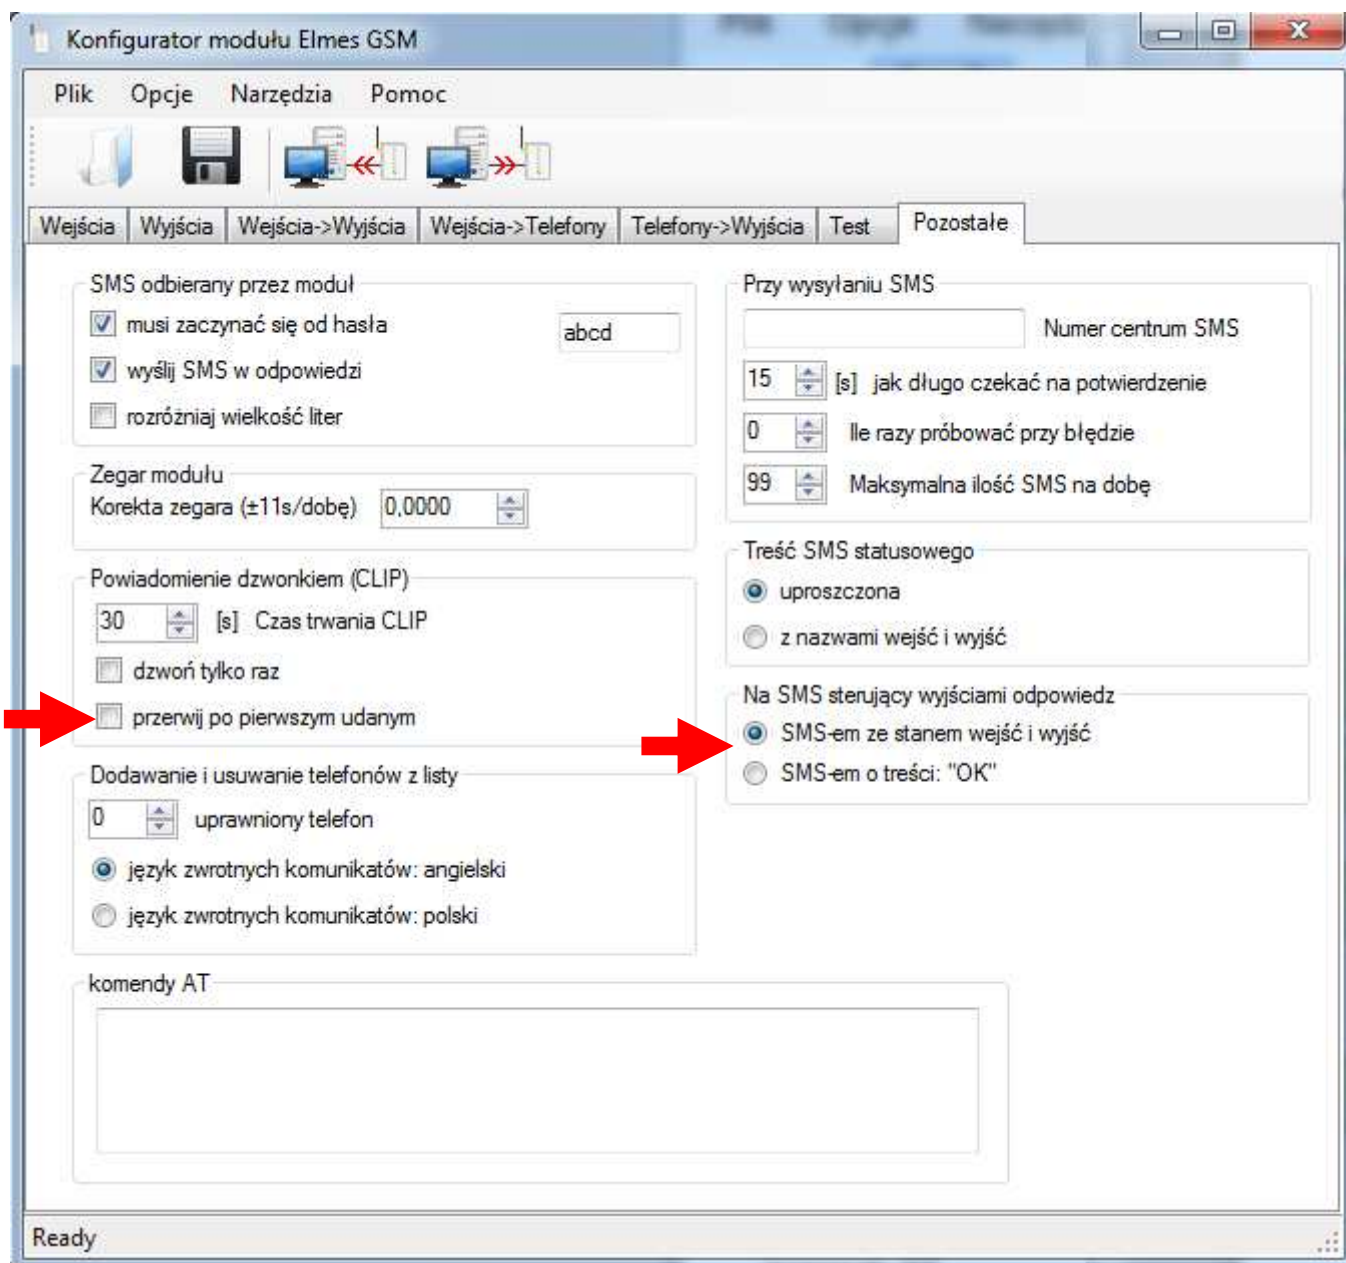 Konfigurator modułu Elmes GSM
Plik Opcje Narzędzia Pomoc
Wejścia Wyjścia Wejścia->Wyjścia Wejścia->Telefony Telefony->Wyjścia Test Pozostałe
SMS odbierany przez moduł
musi zaczynać się od hasła abcd
wyślij SMS w odpowiedzi
rozróżniaj wielkość liter
Zegar modułu
Korekta zegara (±11s/dobę) 0,0000
Powiadomienie dzwonkiem (CLIP)
30 [s] Czas trwania CLIP
dzwoń tylko raz
przerwij po pierwszym udanym
Dodawanie i usuwanie telefonów z listy
0 uprawniony telefon
język zwrotnych komunikatów: angielski
język zwrotnych komunikatów: polski
Przy wysyłaniu SMS
Numer centrum SMS
15 [s] jak długo czekać na potwierdzenie
0 Ile razy próbować przy błędzie
99 Maksymalna ilość SMS na dobę
Treść SMS statusowego
uproszczona
z nazwami wejść i wyjść
Na SMS sterujący wyjściami odpowiedz
SMS-em ze stanem wejść i wyjść
SMS-em o treści: "OK"
komendy AT
Ready